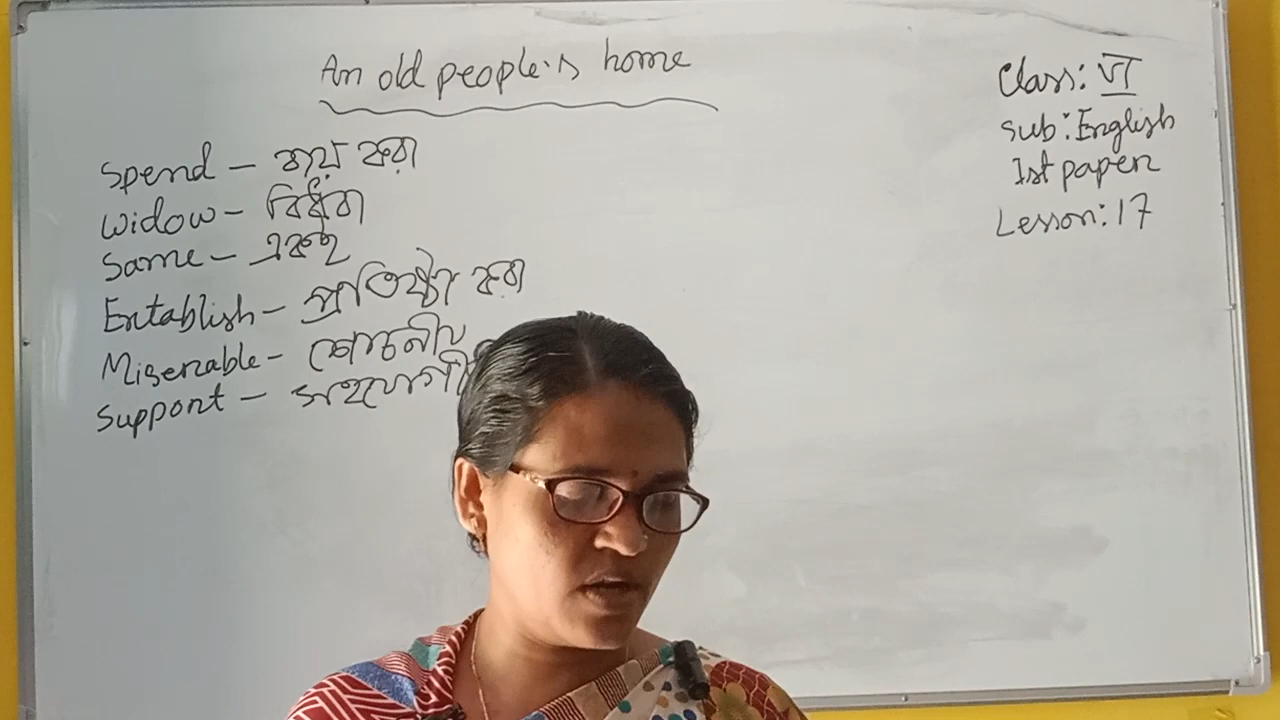 An old people's home
Class: VI
Sub: English
1st paper
Lesson: 17
Spend – ব্যয় করা
Widow – বিধবা
Same – একই
Establish – প্রতিষ্ঠা করা
Miserable – শোচনীয়
Support –